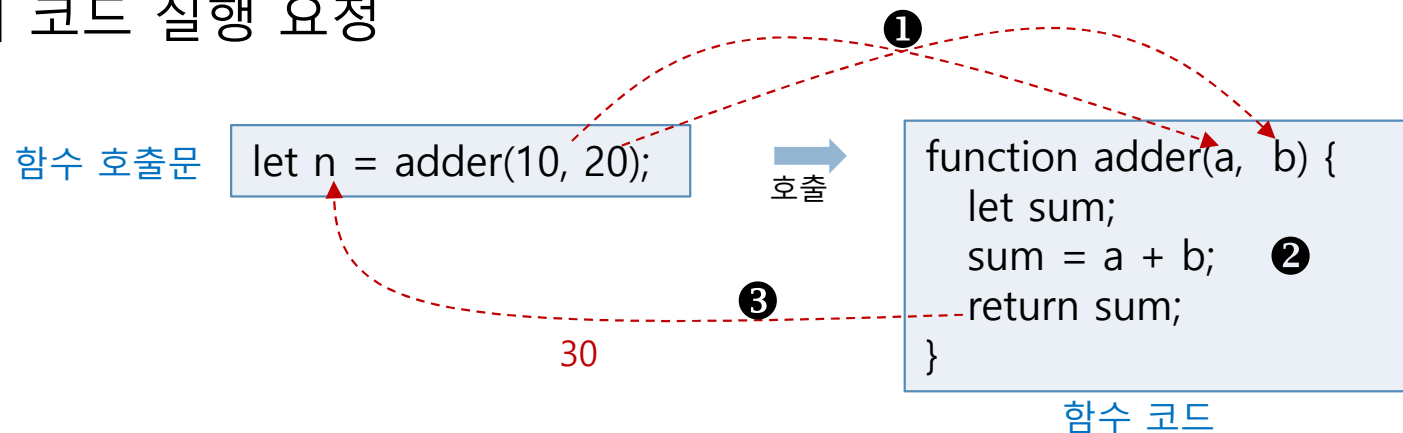 코드 실행 요청
❶
함수 호출문
let n = adder(10, 20);
호출
function adder(a, b) {
let sum;
sum = a + b; ❷
return sum;
}
❸
30
함수 코드